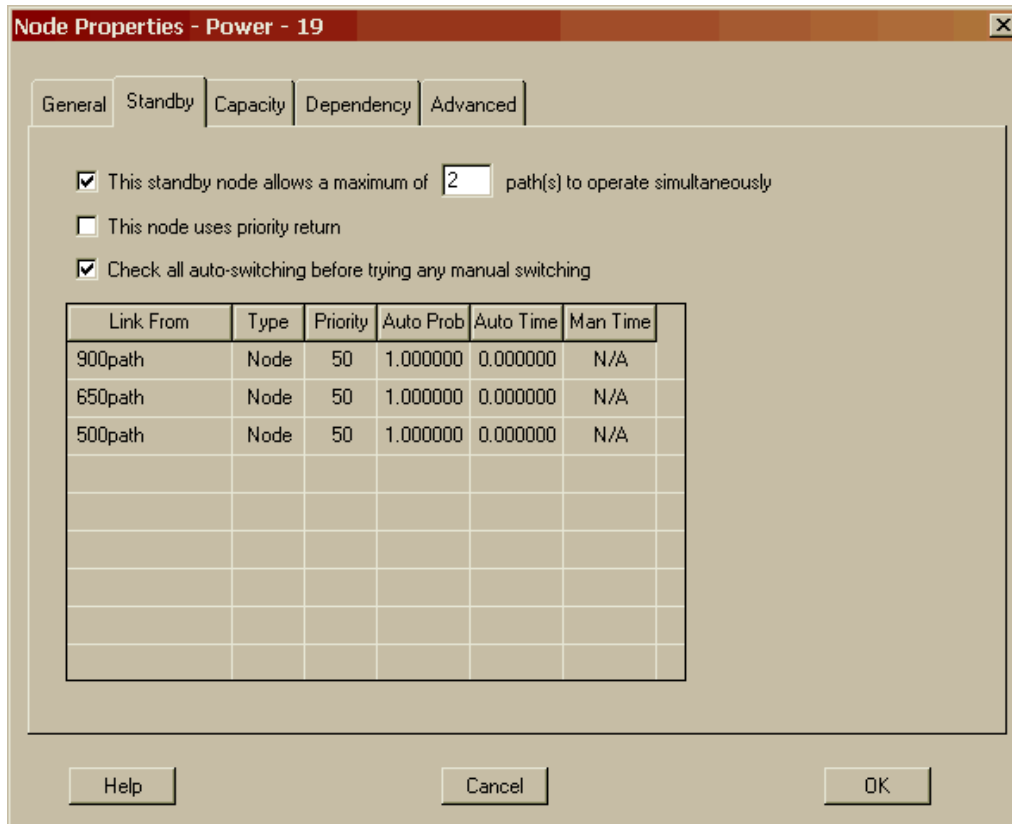 Node Properties - Power - 19
General Standby Capacity Dependency Advanced
This standby node allows a maximum of 2 path(s) to operate simultaneously
This node uses priority return
Check all auto-switching before trying any manual switching
Link From Type Priority Auto Prob Auto Time Man Time
900path Node 50 1.000000 0.000000 N/A
650path Node 50 1.000000 0.000000 N/A
500path Node 50 1.000000 0.000000 N/A
Help Cancel OK